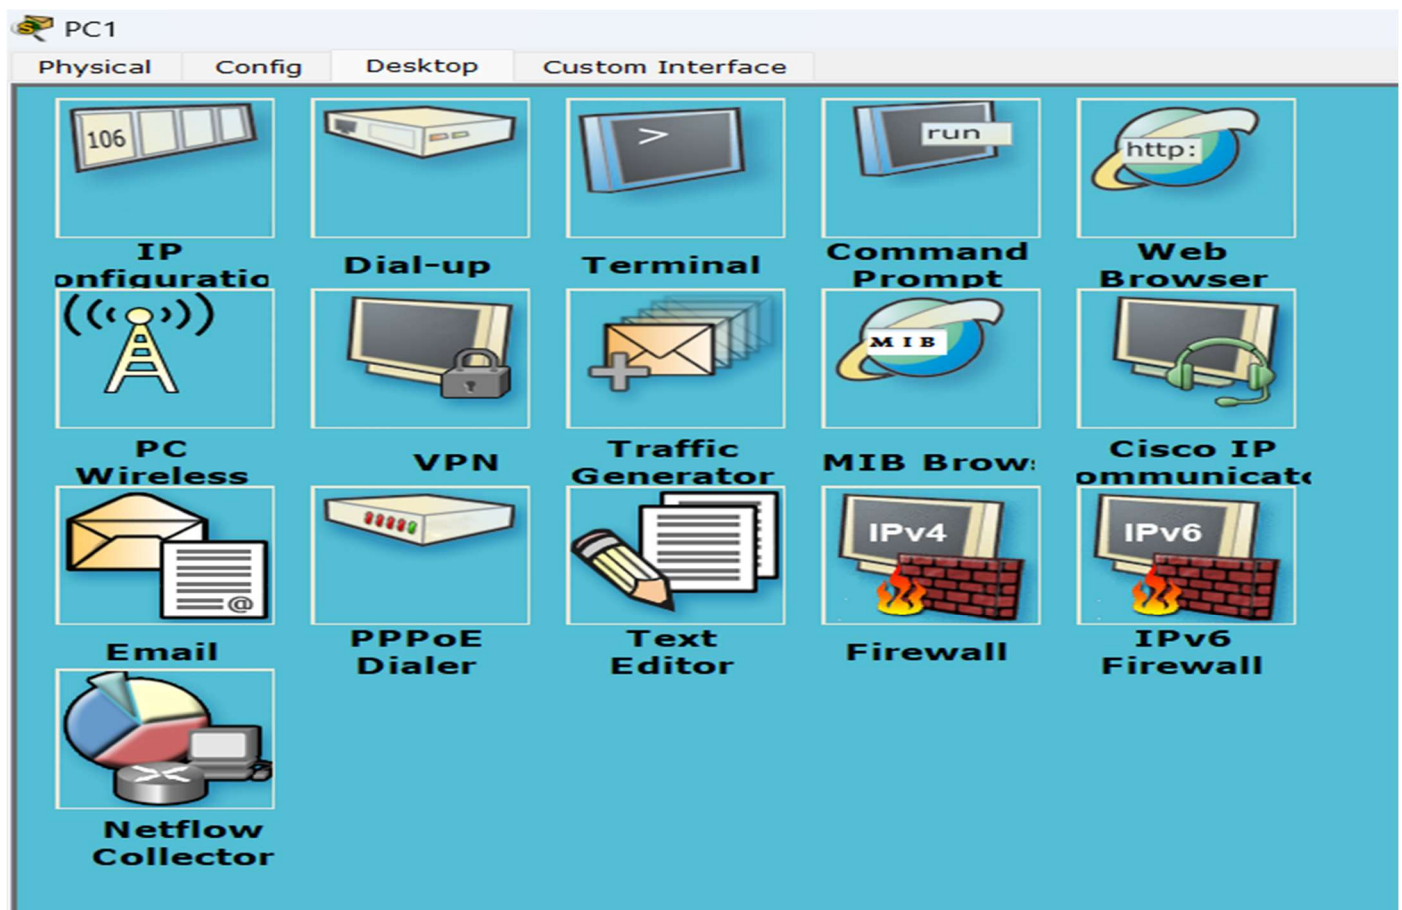 PC1
Physical Config Desktop Custom Interface
106
>
run
http:
IP
onfiguratio
Dial-up
Terminal
Command
Prompt
Web
Browser
MIB
PC
Wireless
VPN
Traffic
Generator
MIB Brow
Cisco IP
ommunicat
@
IPv4
IPv6
Email
PPPoE
Dialer
Text
Editor
Firewall
IPv6
Firewall
Netflow
Collector